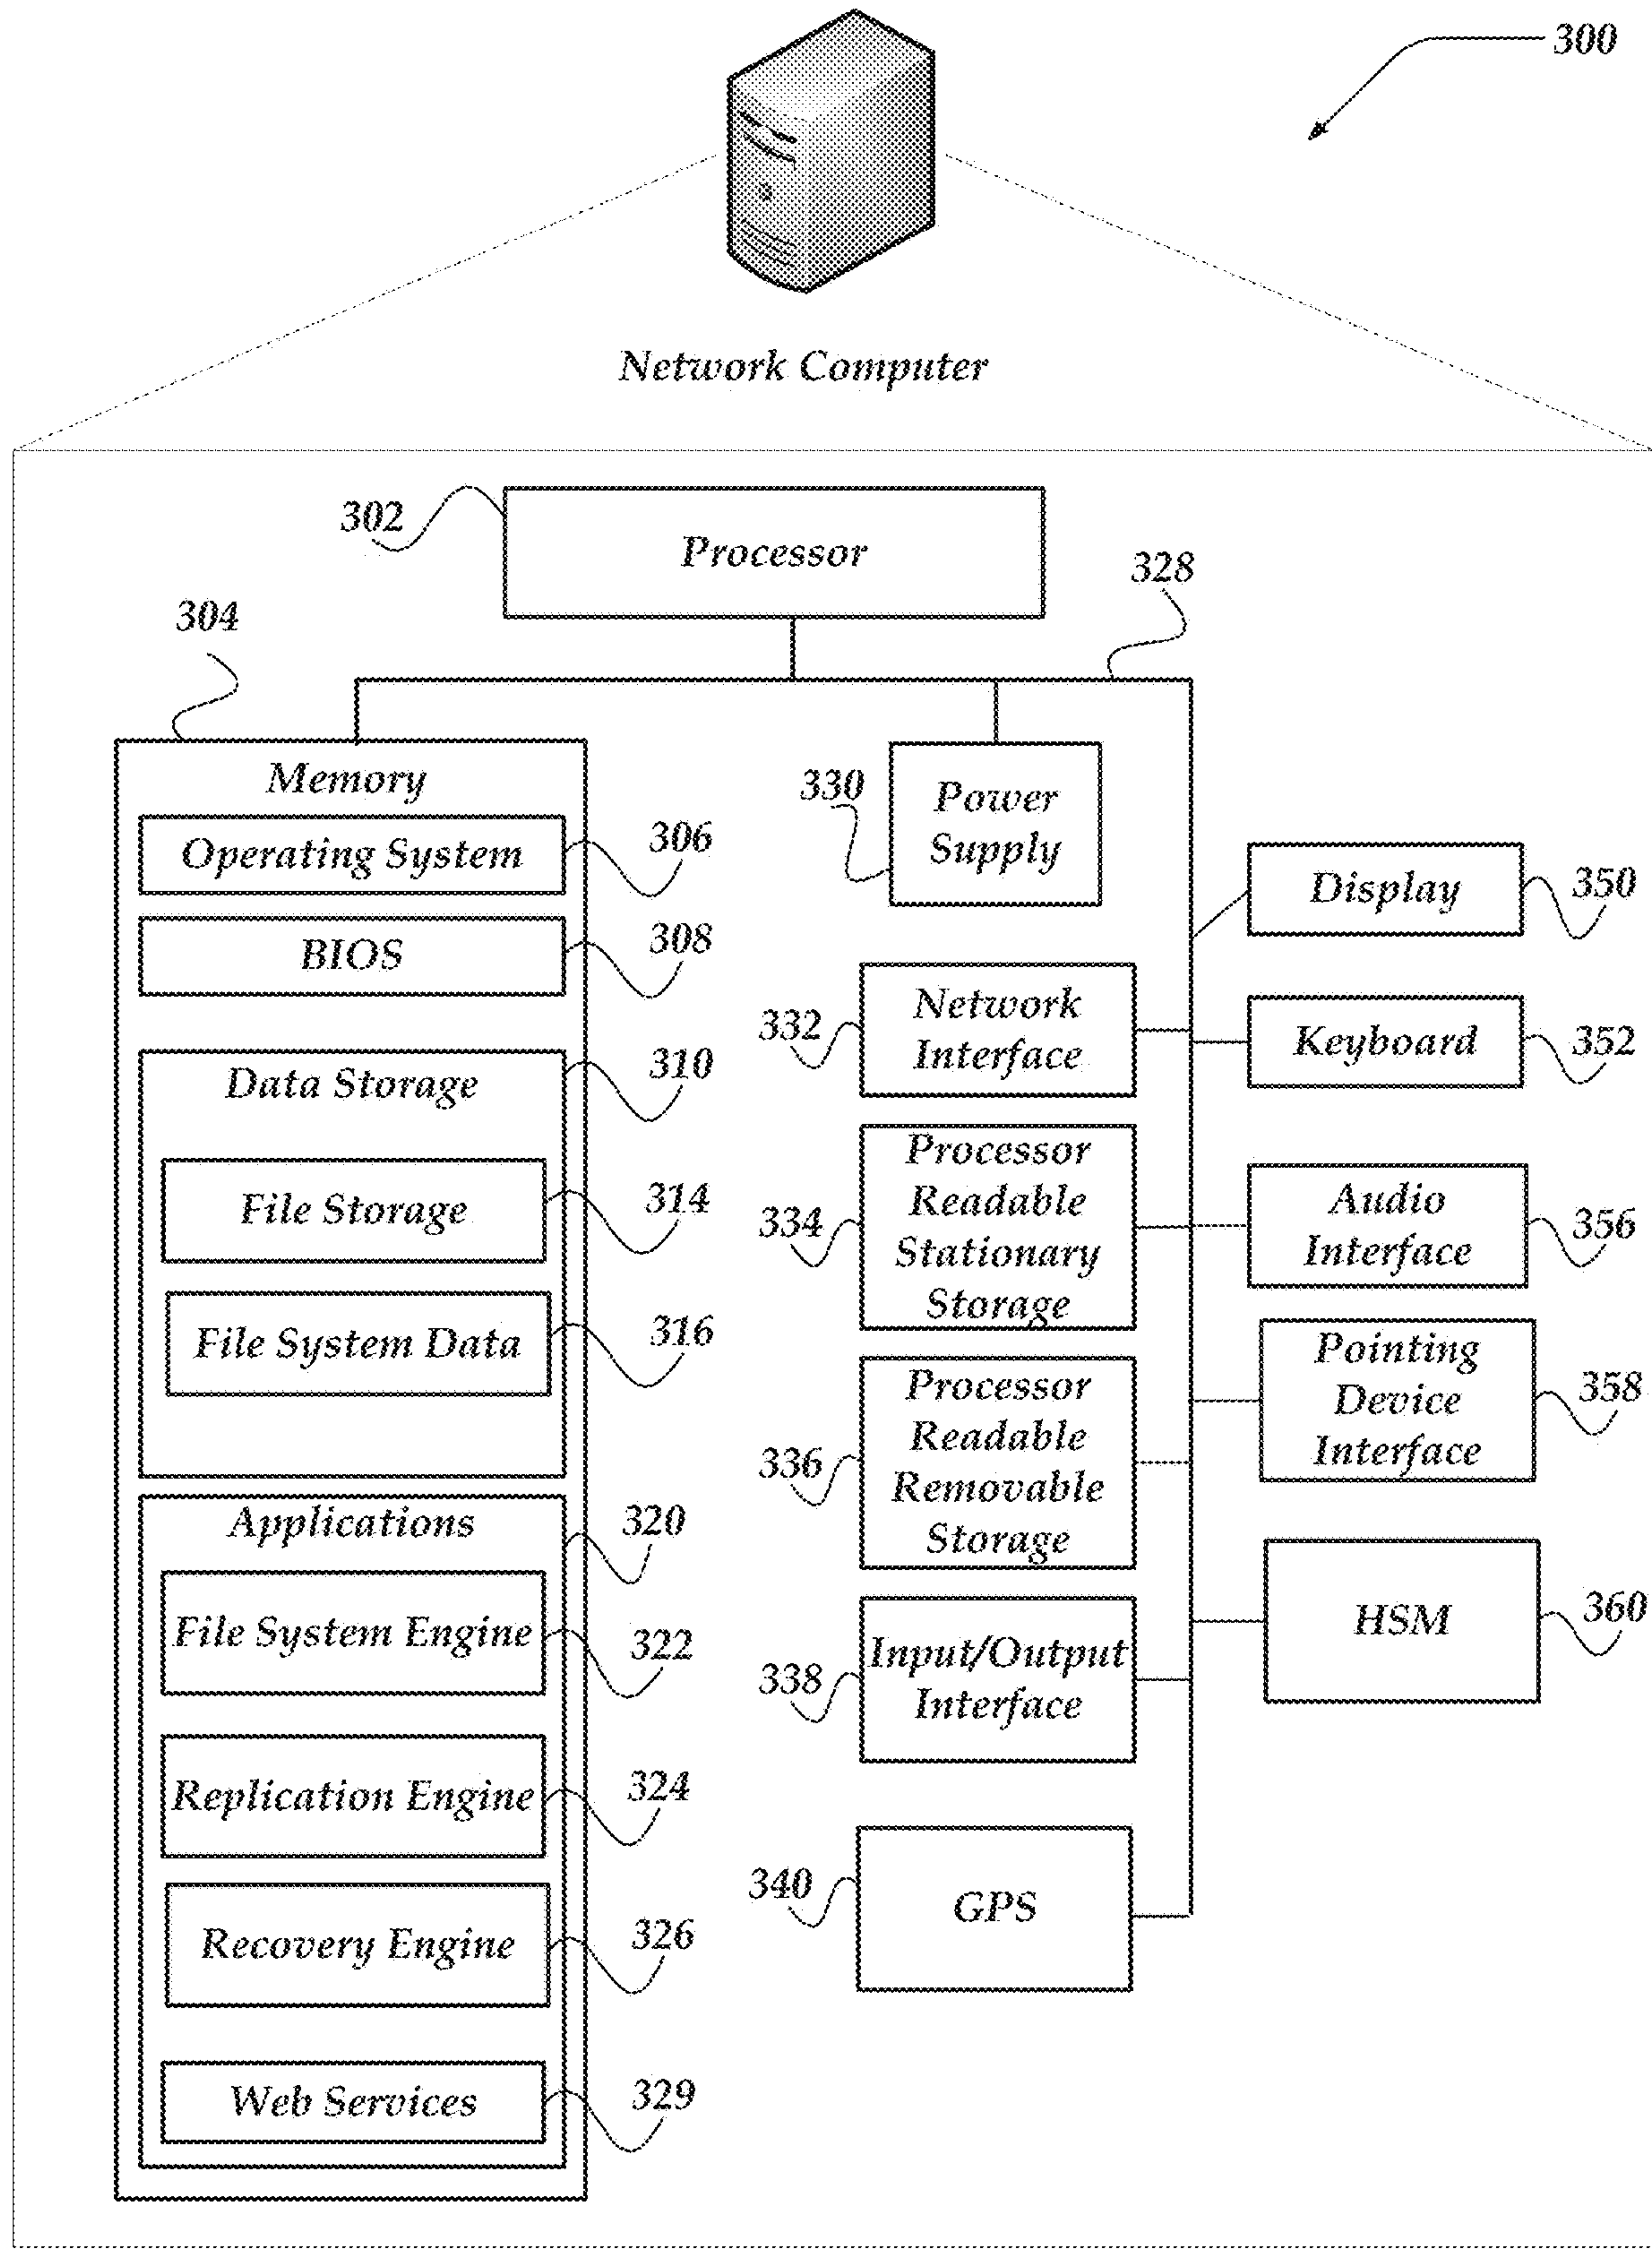 300
Network Computer
302
Processor
328
304
Memory
Operating System
306
BIOS
308
Data Storage
310
File Storage
314
File System Data
316
Applications
320
File System Engine
322
Replication Engine
324
Recovery Engine
326
Web Services
329
330
Power
Supply
332
Network
Interface
334
Processor
Readable
Stationary
Storage
336
Processor
Readable
Removable
Storage
338
Input/Output
Interface
340
GPS
Display
350
Keyboard
352
Audio
Interface
356
Pointing
Device
Interface
358
HSM
360